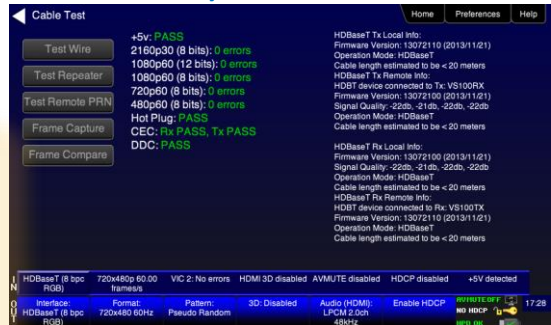 Cable Test
Home
Preferences
Help
Test Wire
Test Repeater
Test Remote PRN
Frame Capture
Frame Compare
+5v: PASS
2160p30 (8 bits): 0 errors
1080p60 (12 bits): 0 errors
1080p60 (8 bits): 0 errors
720p60 (8 bits): 0 errors
480p60 (8 bits): 0 errors
Hot Plug: PASS
CEC: Rx PASS, Tx PASS
DDC: PASS
HDBaseT Tx Local Info:
Firmware Version: 13072110 (2013/11/21)
Operation Mode: HDBaseT
Cable length estimated to be < 20 meters
HDBaseT Tx Remote Info:
HDBT device connected to Tx: VS100RX
Firmware Version: 13072100 (2013/11/21)
Signal Quality: -22db, -21db, -22db, -22db
Operation Mode: HDBaseT
Cable length estimated to be < 20 meters
HDBaseT Rx Local Info:
Firmware Version: 13072100 (2013/11/21)
Signal Quality: -22db, -21db, -22db, -22db
Operation Mode: HDBaseT
Cable length estimated to be < 20 meters
HDBaseT Rx Remote Info:
HDBT device connected to Rx: VS100TX
Firmware Version: 13072110 (2013/11/21)
Operation Mode: HDBaseT
Cable length estimated to be < 20 meters
IN
HDBaseT (8 bpc
RGB)
720x480p 60.00
frames/s
VIC 2: No errors
HDMI 3D disabled
AVMUTE disabled
HDCP disabled
+5V detected
OUT
Interface:
HDBaseT (8 bpc
RGB)
Format:
720x480 60Hz
Pattern:
Pseudo Random
3D: Disabled
Audio (HDMI):
LPCM 2.0ch
48kHz
Enable HDCP
AVMUTE OFF
NO HDCP
HPD OK
17:28